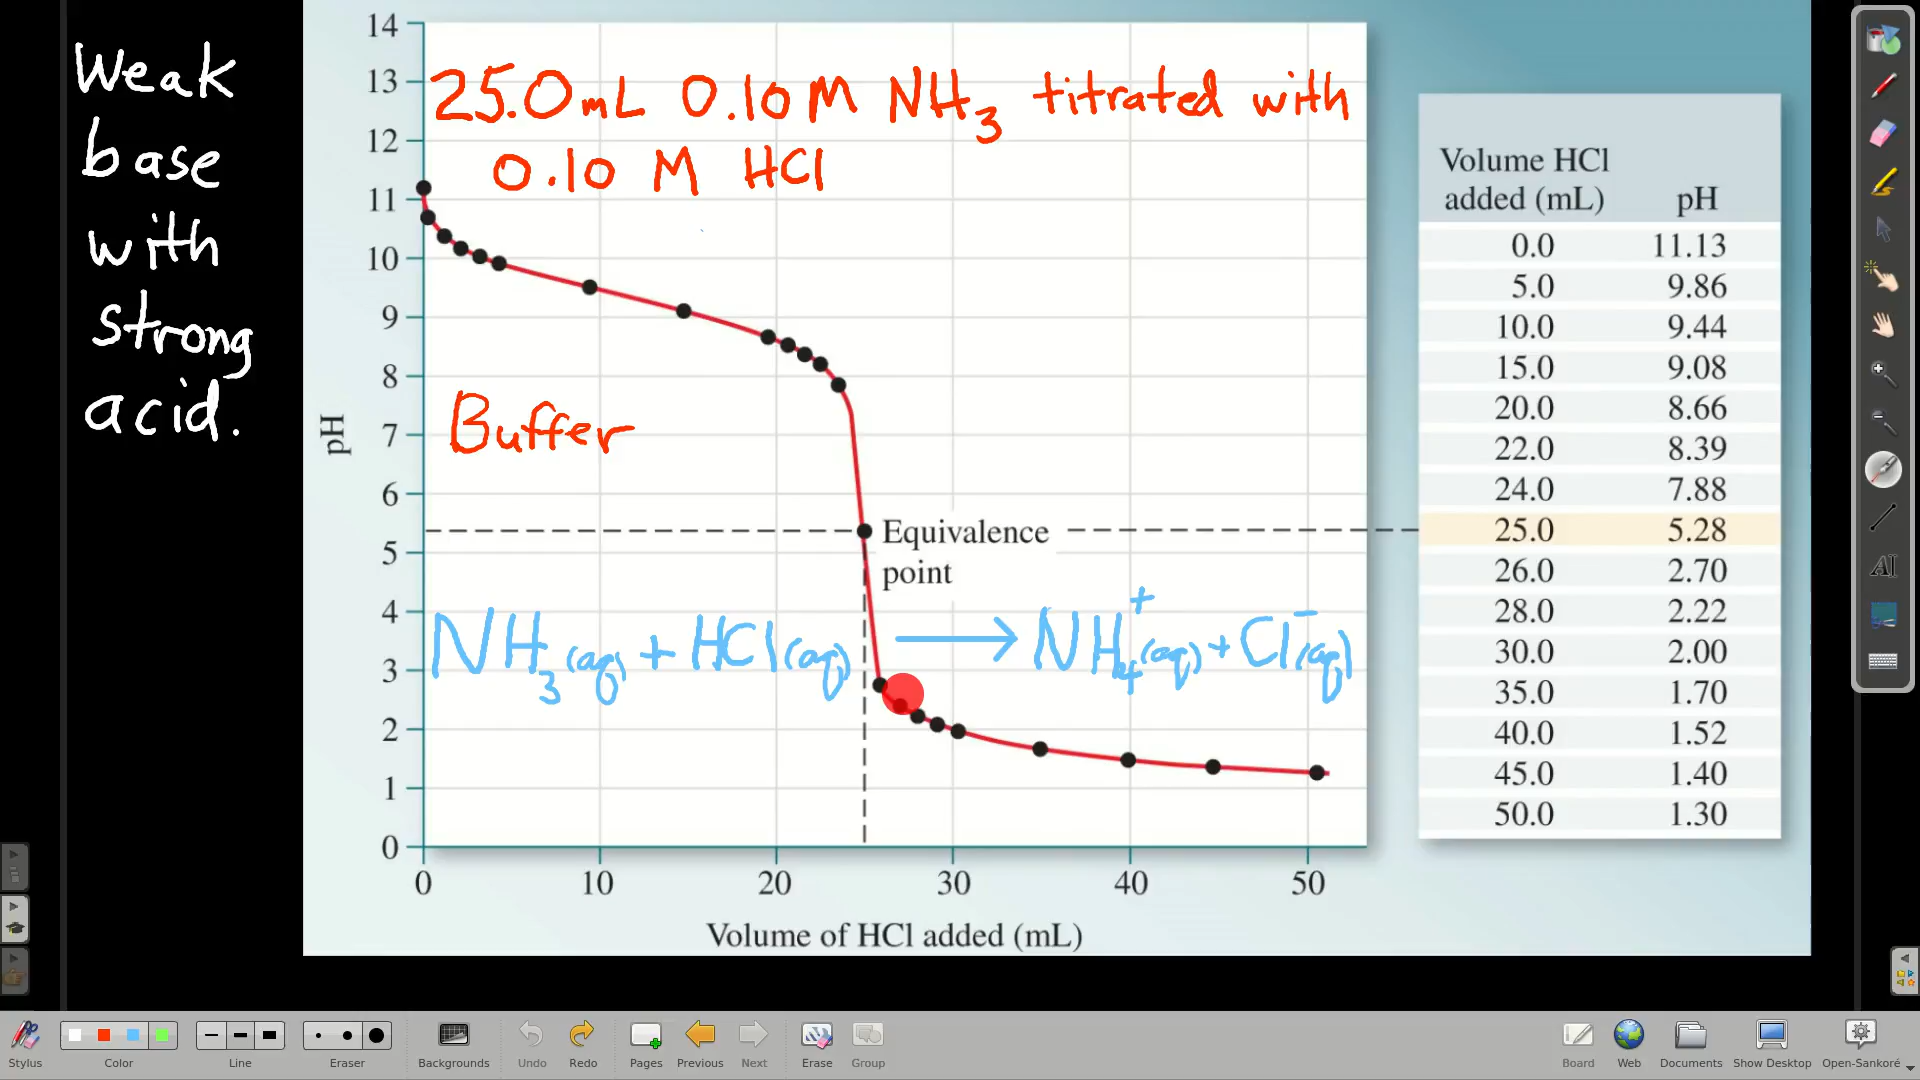 Weak
base
with
strong
acid.
25.0 mL 0.10 M NH3 titrated with
0.10 M HCl
Buffer
NH3(aq) + HCl(aq) → NH4+(aq) + Cl-(aq)
Equivalence
point
pH
14
13
12
11
10
9
8
7
6
5
4
3
2
1
0
0 10 20 30 40 50
Volume of HCl added (mL)
Volume HCl
added (mL) pH
0.0 11.13
5.0 9.86
10.0 9.44
15.0 9.08
20.0 8.66
22.0 8.39
24.0 7.88
25.0 5.28
26.0 2.70
28.0 2.22
30.0 2.00
35.0 1.70
40.0 1.52
45.0 1.40
50.0 1.30
AI
Stylus Color Line Eraser Backgrounds Undo Redo Pages Previous Next Erase Group Board Web Documents Show Desktop Open-Sankoré